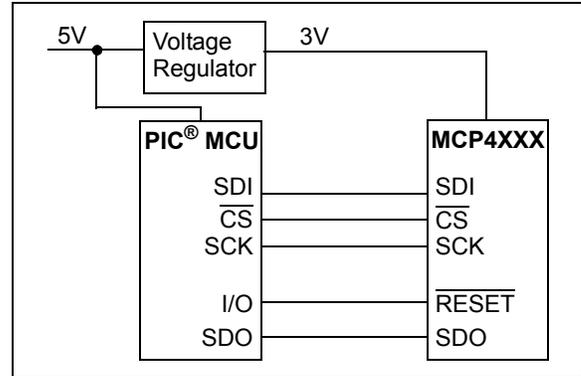 5V
Voltage
Regulator
3V
PIC® MCU
MCP4XXX
SDI
SDI
CS
CS
SCK
SCK
I/O
RESET
SDO
SDO